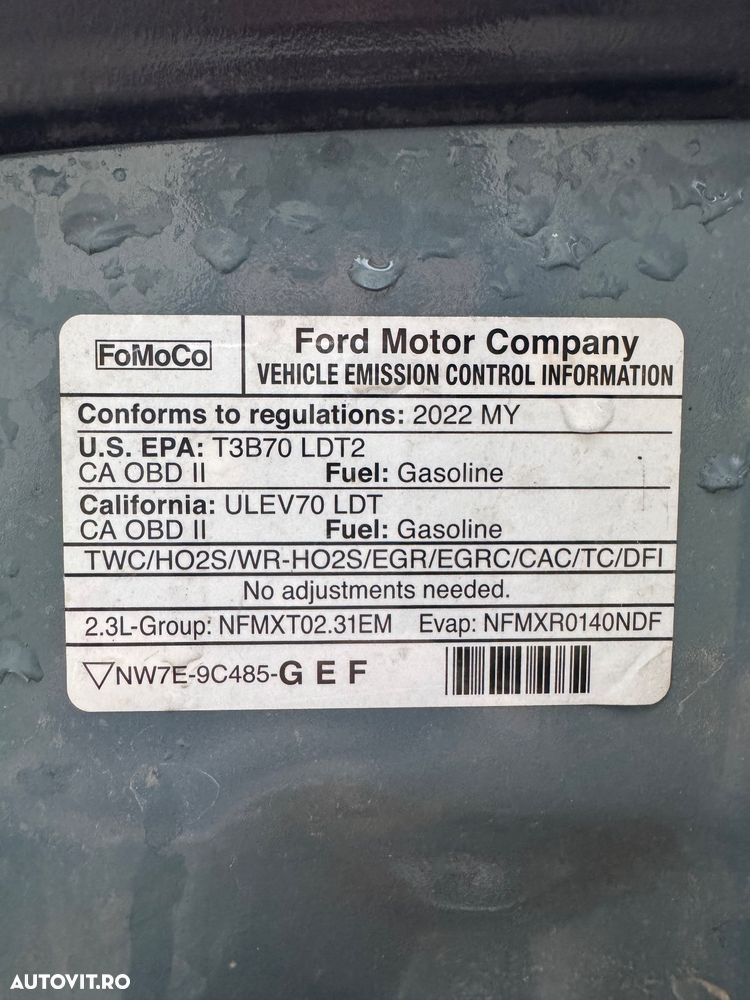 FoMoCo
Ford Motor Company
VEHICLE EMISSION CONTROL INFORMATION
Conforms to regulations: 2022 MY
U.S. EPA: T3B70 LDT2
CA OBD II Fuel: Gasoline
California: ULEV70 LDT
CA OBD II Fuel: Gasoline
TWC/HO2S/WR-HO2S/EGR/EGRC/CAC/TC/DFI
No adjustments needed.
2.3L-Group: NFMXT02.31EM Evap: NFMXR0140NDF
▽NW7E-9C485-G E F
AUTOVIT.RO